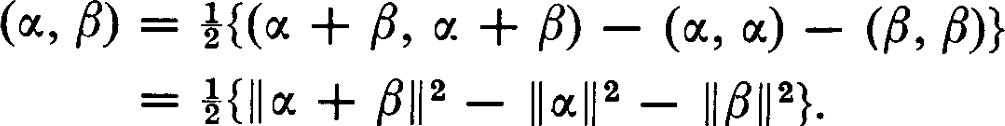 (α, β) = ½{(α + β, α + β) − (α, α) − (β, β)}
= ½{‖α + β‖² − ‖α‖² − ‖β‖²}.